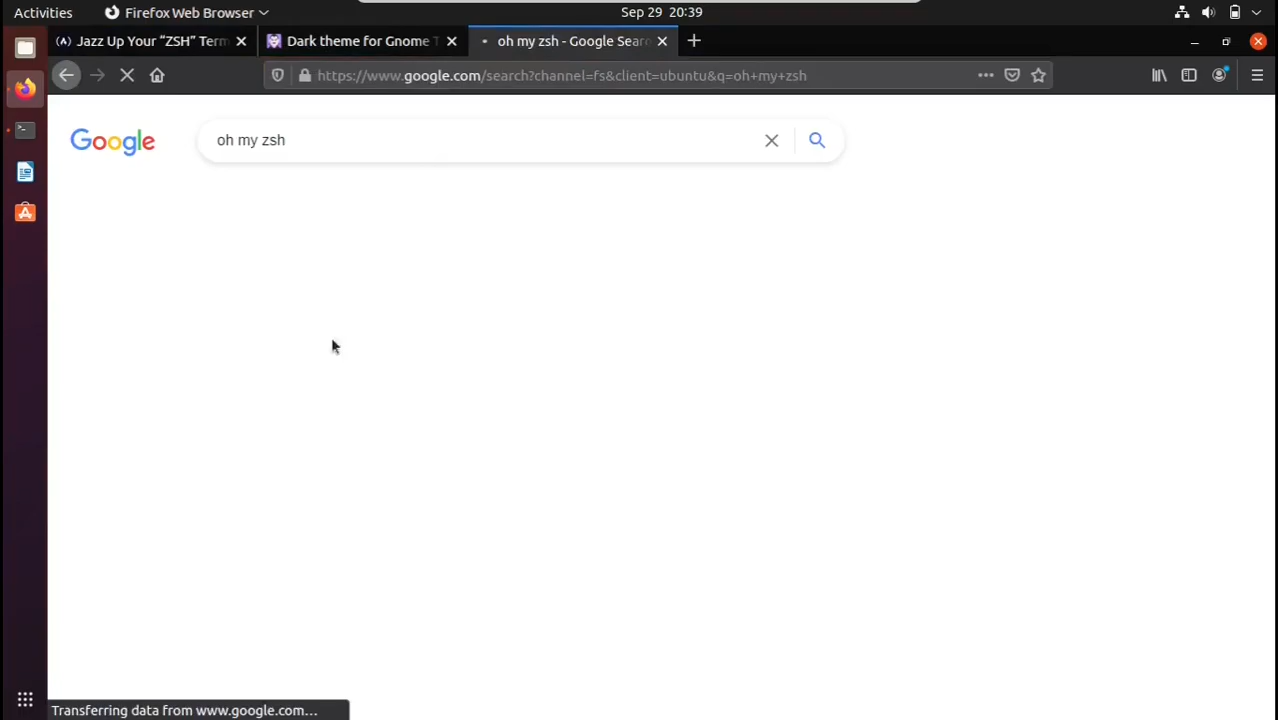 Activities
Firefox Web Browser
Sep 29 20:39
Jazz Up Your “ZSH” Term
Dark theme for Gnome T
oh my zsh - Google Sear
https://www.google.com/search?channel=fs&client=ubuntu&q=oh+my+zsh
Google
oh my zsh
Transferring data from www.google.com…